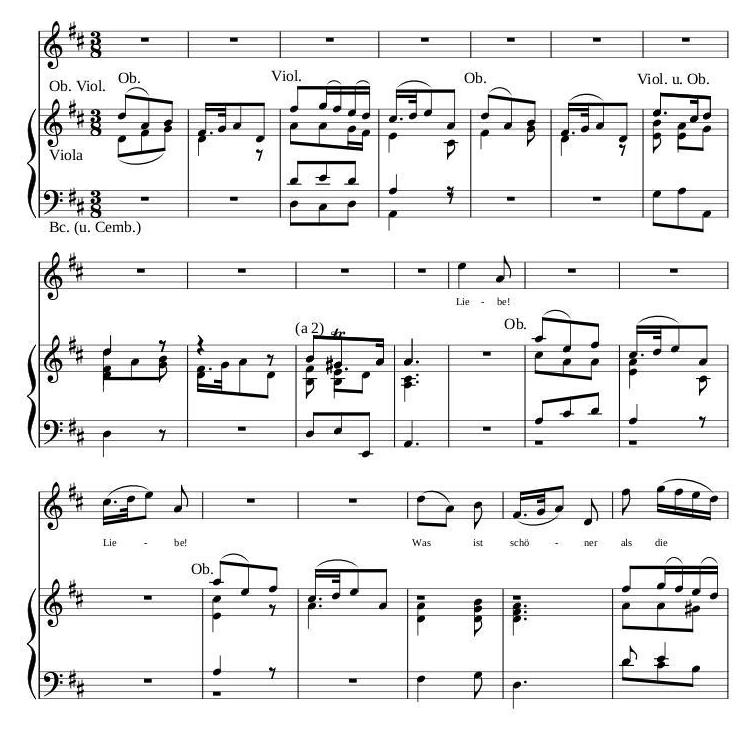 Ob. Viol.
Ob.
Viol.
Ob.
Viol. u. Ob.
Viola
Bc. (u. Cemb.)
Lie - be!
(a 2)
tr
Ob.
Lie - be!
Was ist schö - ner als die
Ob.